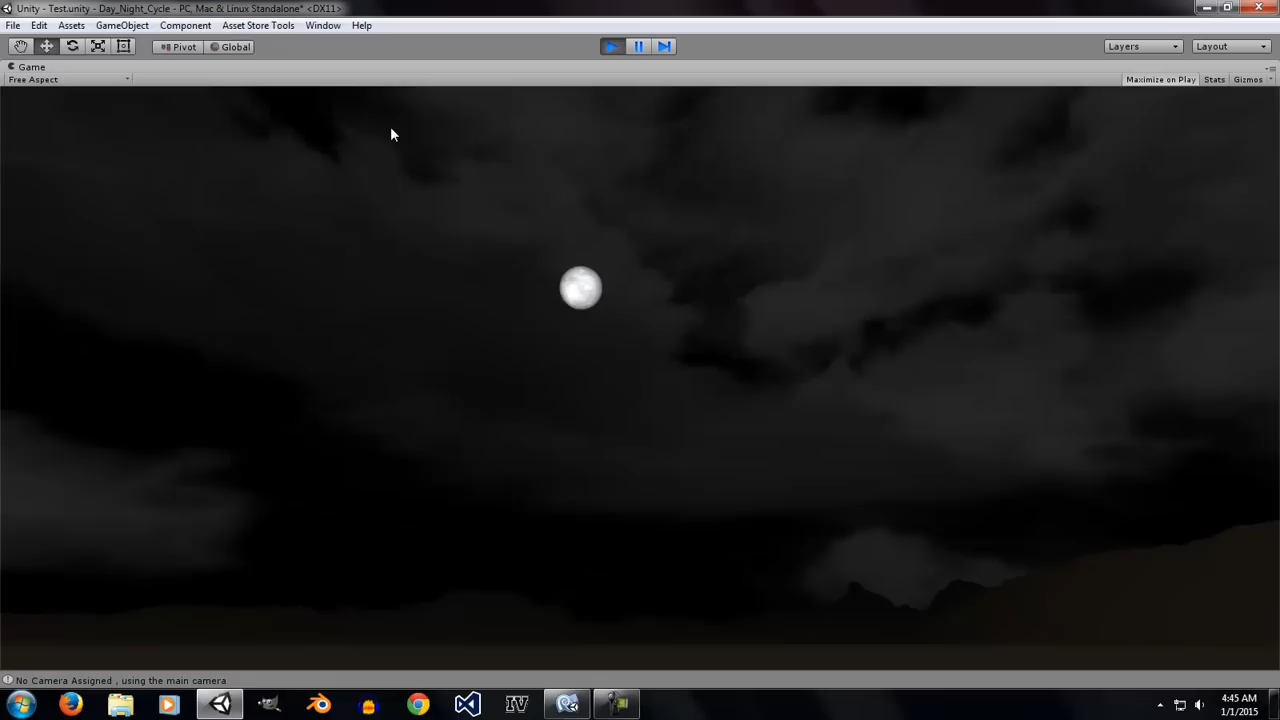 Unity - Test.unity - Day_Night_Cycle - PC, Mac & Linux Standalone* <DX11>
File Edit Assets GameObject Component Asset Store Tools Window Help
Pivot Global Layers Layout
Game
Free Aspect Maximize on Play Stats Gizmos
No Camera Assigned , using the main camera
IV
4:45 AM
1/1/2015